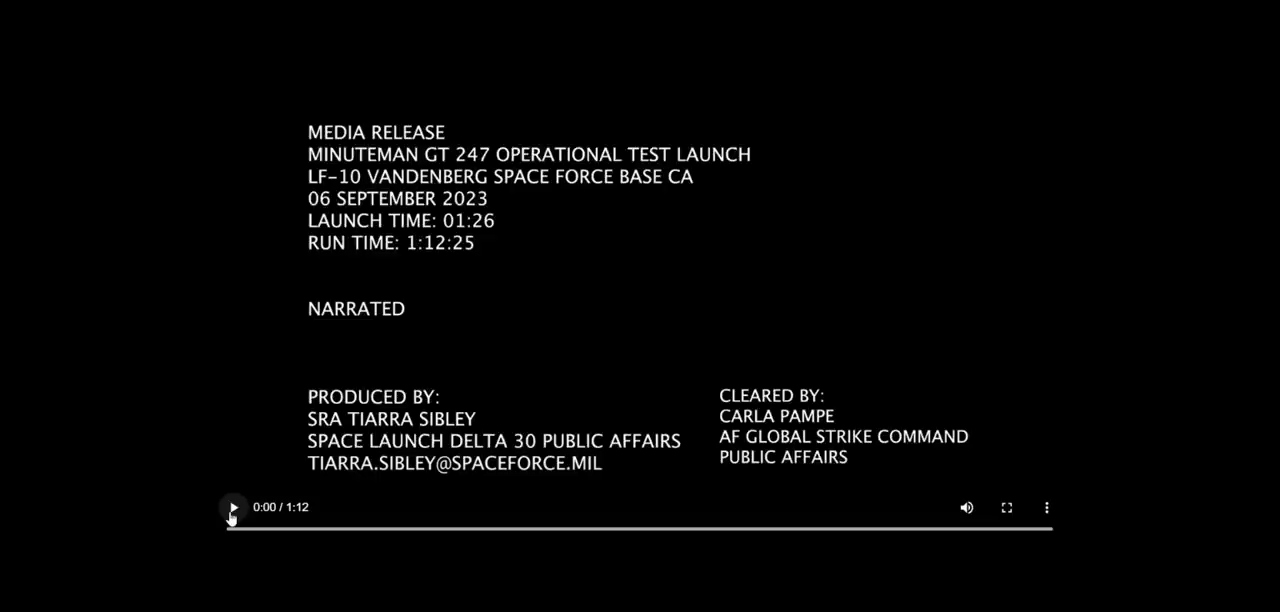 MEDIA RELEASE
MINUTEMAN GT 247 OPERATIONAL TEST LAUNCH
LF-10 VANDENBERG SPACE FORCE BASE CA
06 SEPTEMBER 2023
LAUNCH TIME: 01:26
RUN TIME: 1:12:25
NARRATED
PRODUCED BY:
SRA TIARRA SIBLEY
SPACE LAUNCH DELTA 30 PUBLIC AFFAIRS
TIARRA.SIBLEY@SPACEFORCE.MIL
CLEARED BY:
CARLA PAMPE
AF GLOBAL STRIKE COMMAND
PUBLIC AFFAIRS
0:00 / 1:12